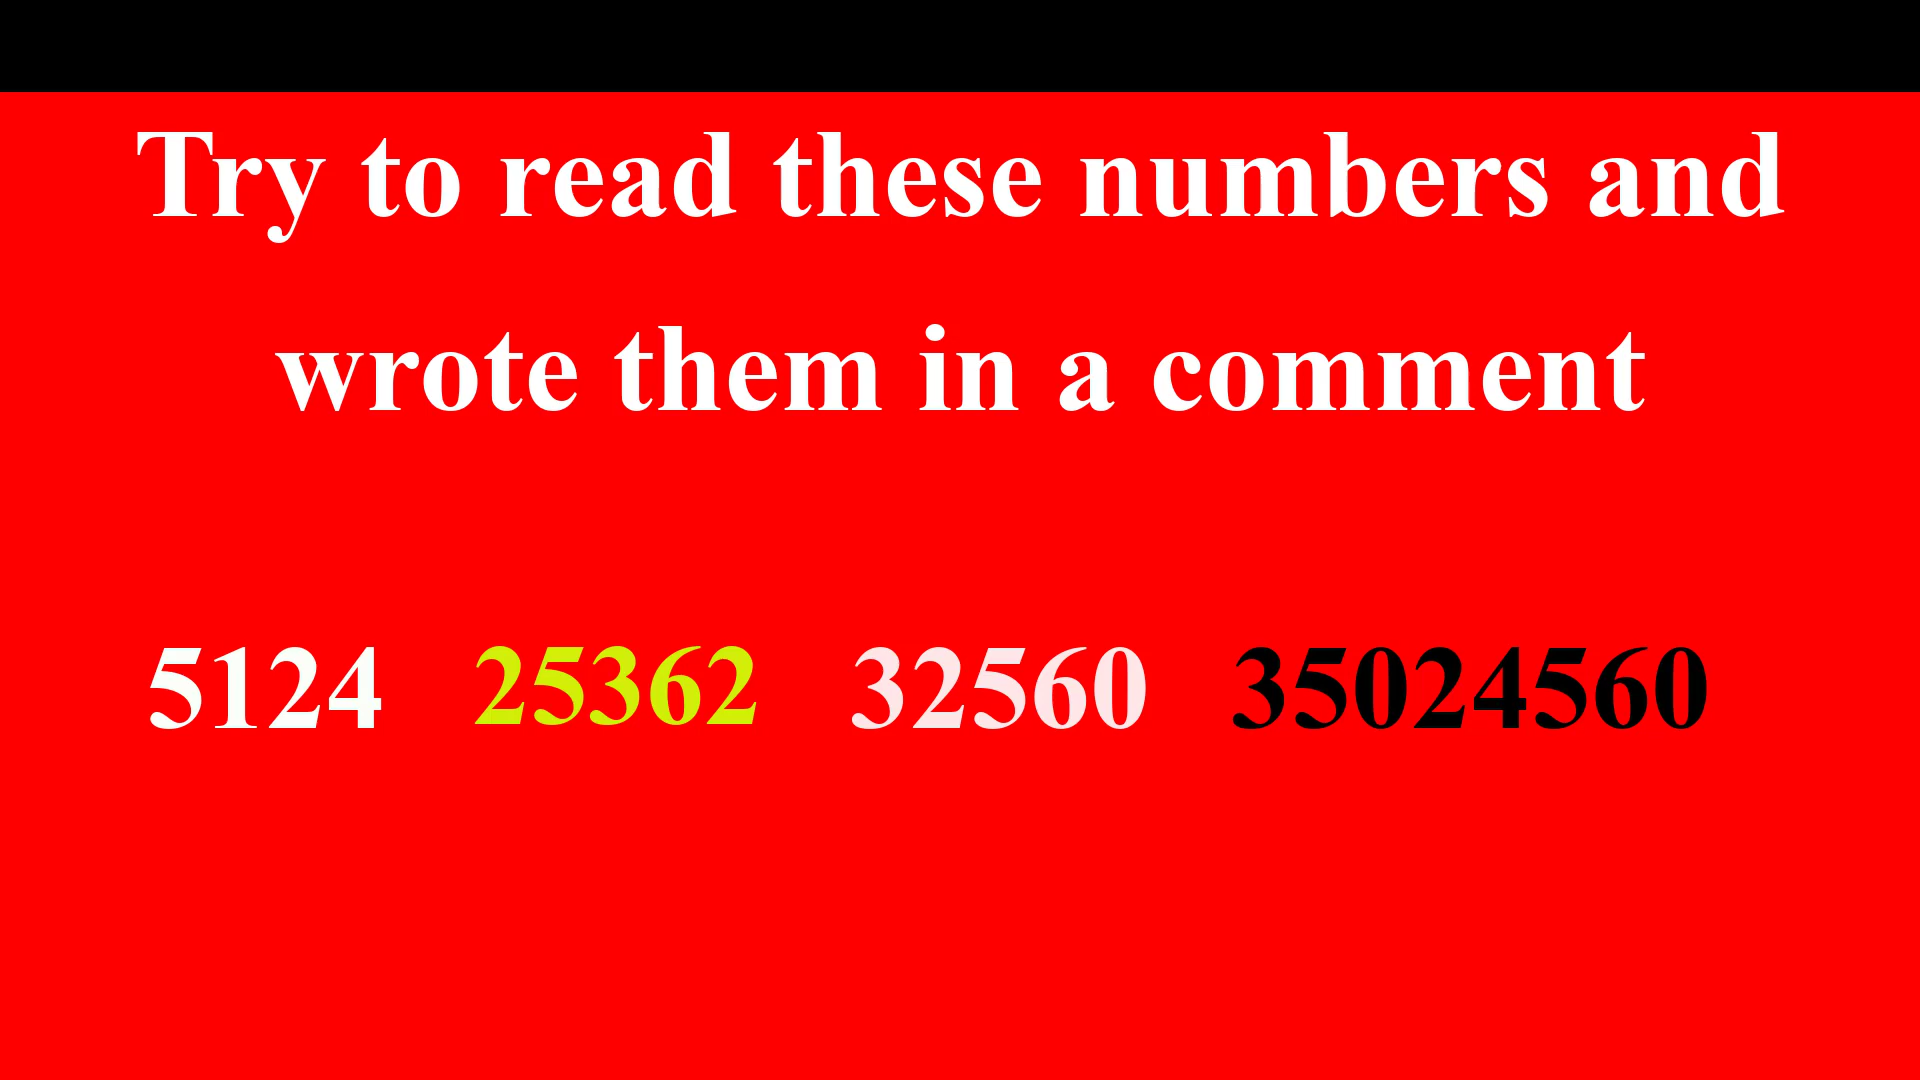 Try to read these numbers and
wrote them in a comment
5124 25362 32560 35024560